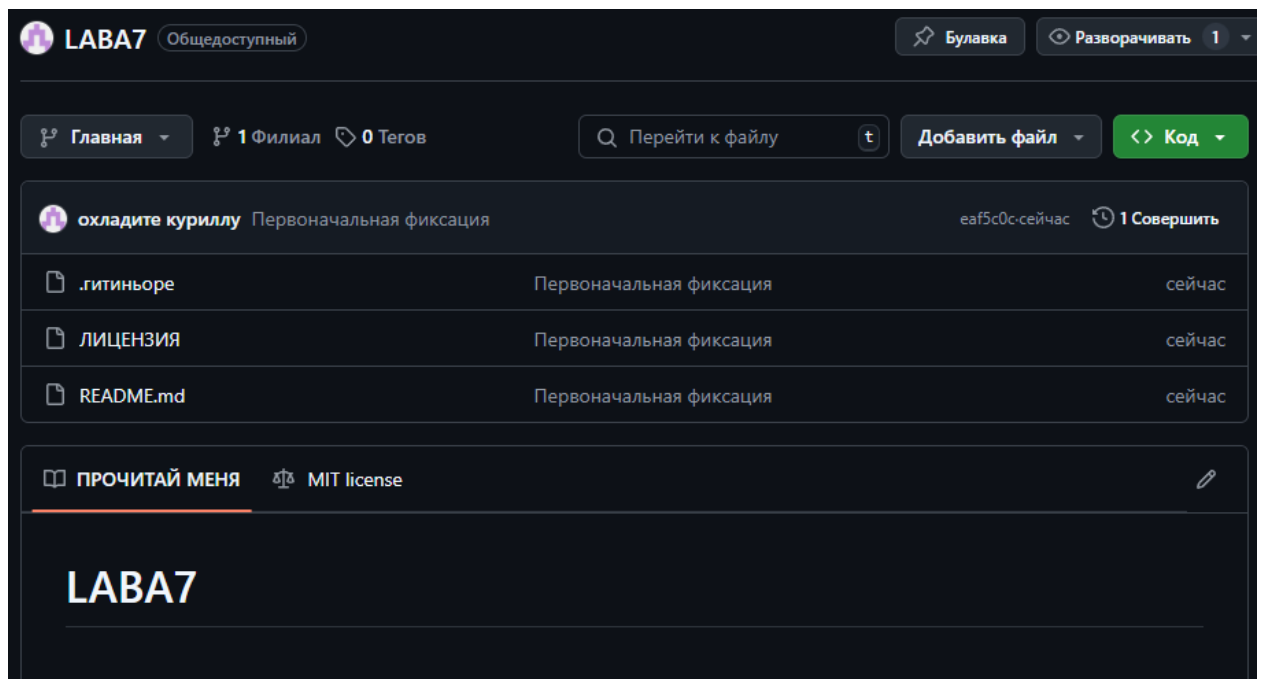 LABA7 Общедоступный Булавка Разворачивать 1
Главная 1 Филиал 0 Тегов Перейти к файлу t Добавить файл Код
охладите куриллу Первоначальная фиксация eaf5c0c·сейчас 1 Совершить
.гитиньоре Первоначальная фиксация сейчас
ЛИЦЕНЗИЯ Первоначальная фиксация сейчас
README.md Первоначальная фиксация сейчас
ПРОЧИТАЙ МЕНЯ MIT license
LABA7